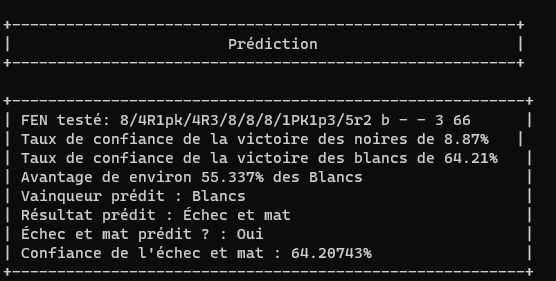 Prédiction
FEN testé: 8/4R1pk/4R3/8/8/8/1PK1p3/5r2 b - - 3 66
Taux de confiance de la victoire des noires de 8.87%
Taux de confiance de la victoire des blancs de 64.21%
Avantage de environ 55.337% des Blancs
Vainqueur prédit : Blancs
Résultat prédit : Échec et mat
Échec et mat prédit ? : Oui
Confiance de l'échec et mat : 64.20743%